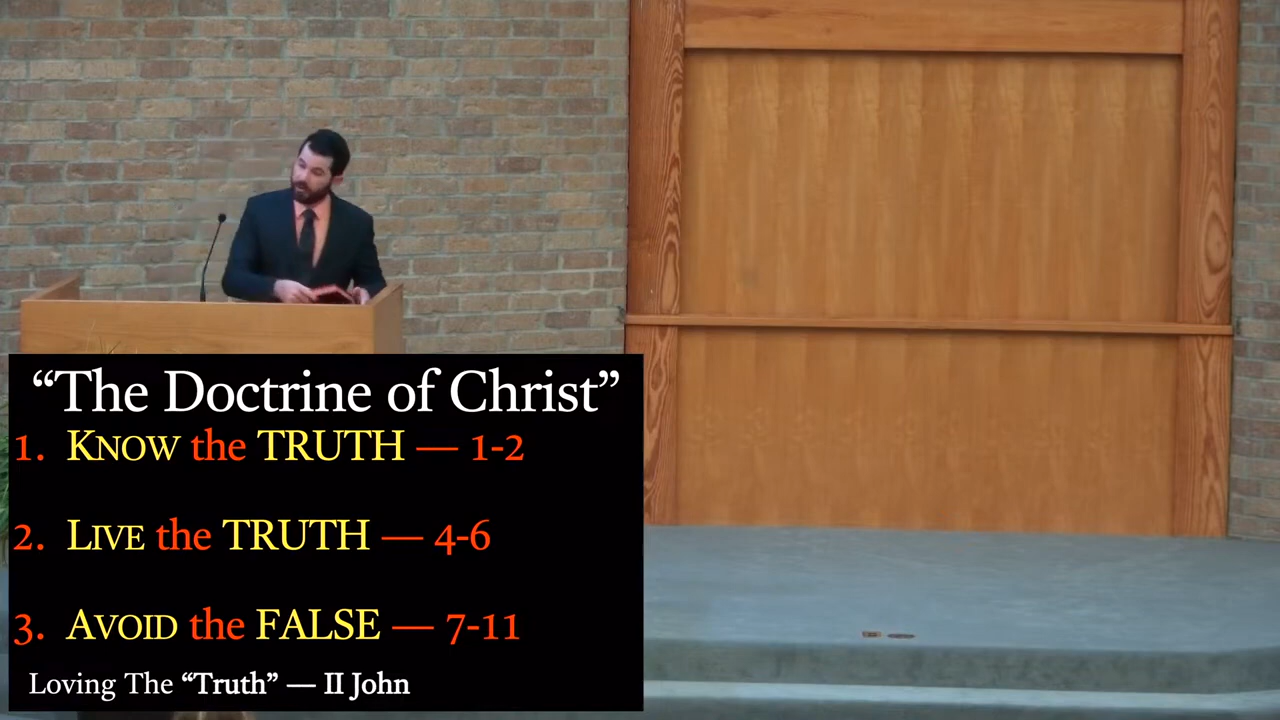 “The Doctrine of Christ”
1. KNOW the TRUTH — 1-2
2. LIVE the TRUTH — 4-6
3. AVOID the FALSE — 7-11
Loving The “Truth” — II John